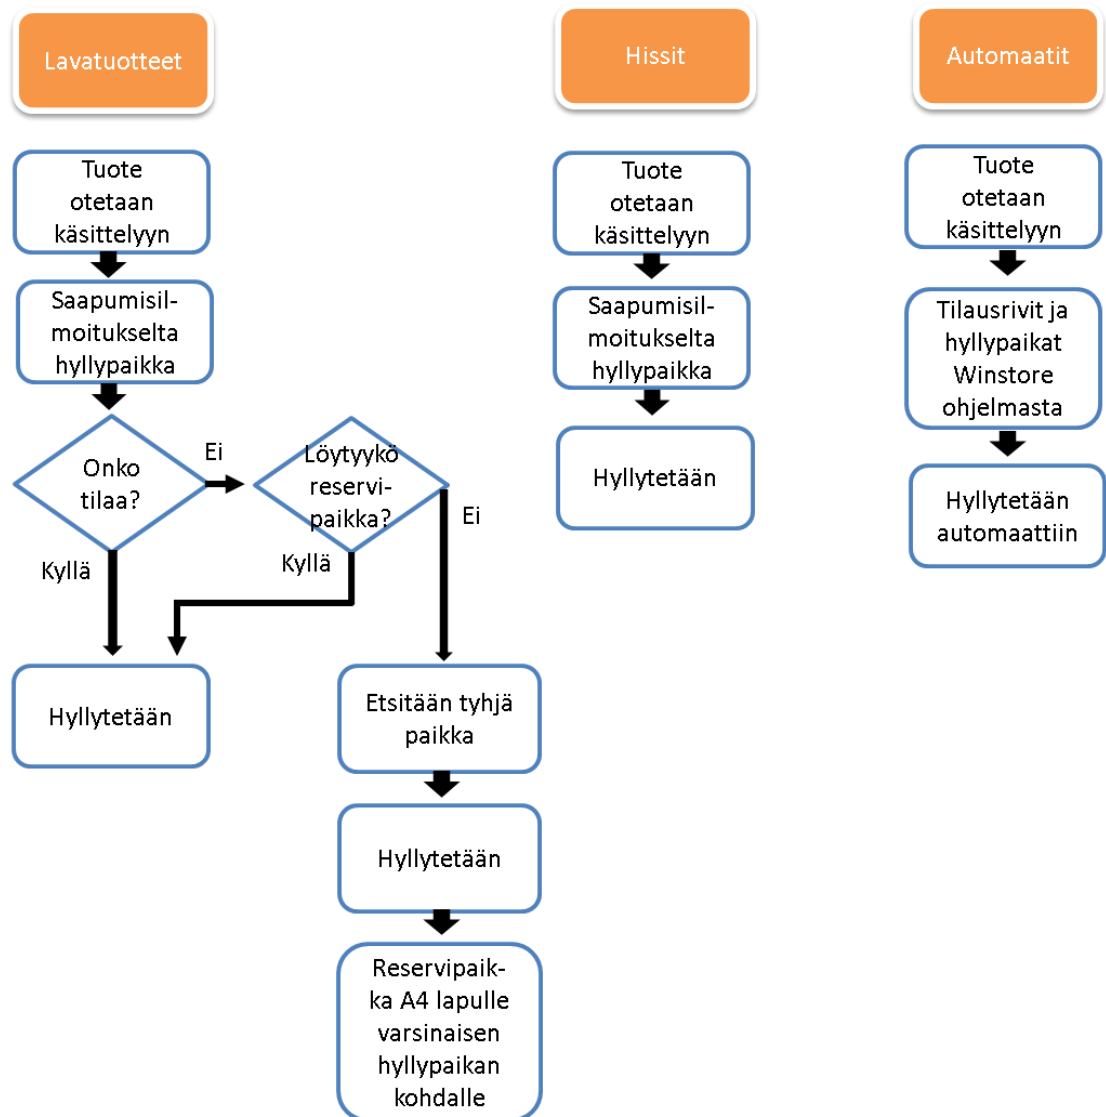 Lavatuotteet
Hissit
Automaatit
Tuote
otetaan
käsittelyyn
Saapumisil-
moitukselta
hyllypaikka
Onko
tilaa?
Ei
Löytyykö
reservi-
paikka?
Ei
Kyllä
Kyllä
Hyllytetään
Etsitään tyhjä
paikka
Hyllytetään
Reservipaik-
ka A4 lapulle
varsinaisen
hyllypaikan
kohdalle
Tuote
otetaan
käsittelyyn
Saapumisil-
moitukselta
hyllypaikka
Hyllytetään
Tuote
otetaan
käsittelyyn
Tilausrivit ja
hyllypaikat
Winstore
ohjelmasta
Hyllytetään
automaattiin